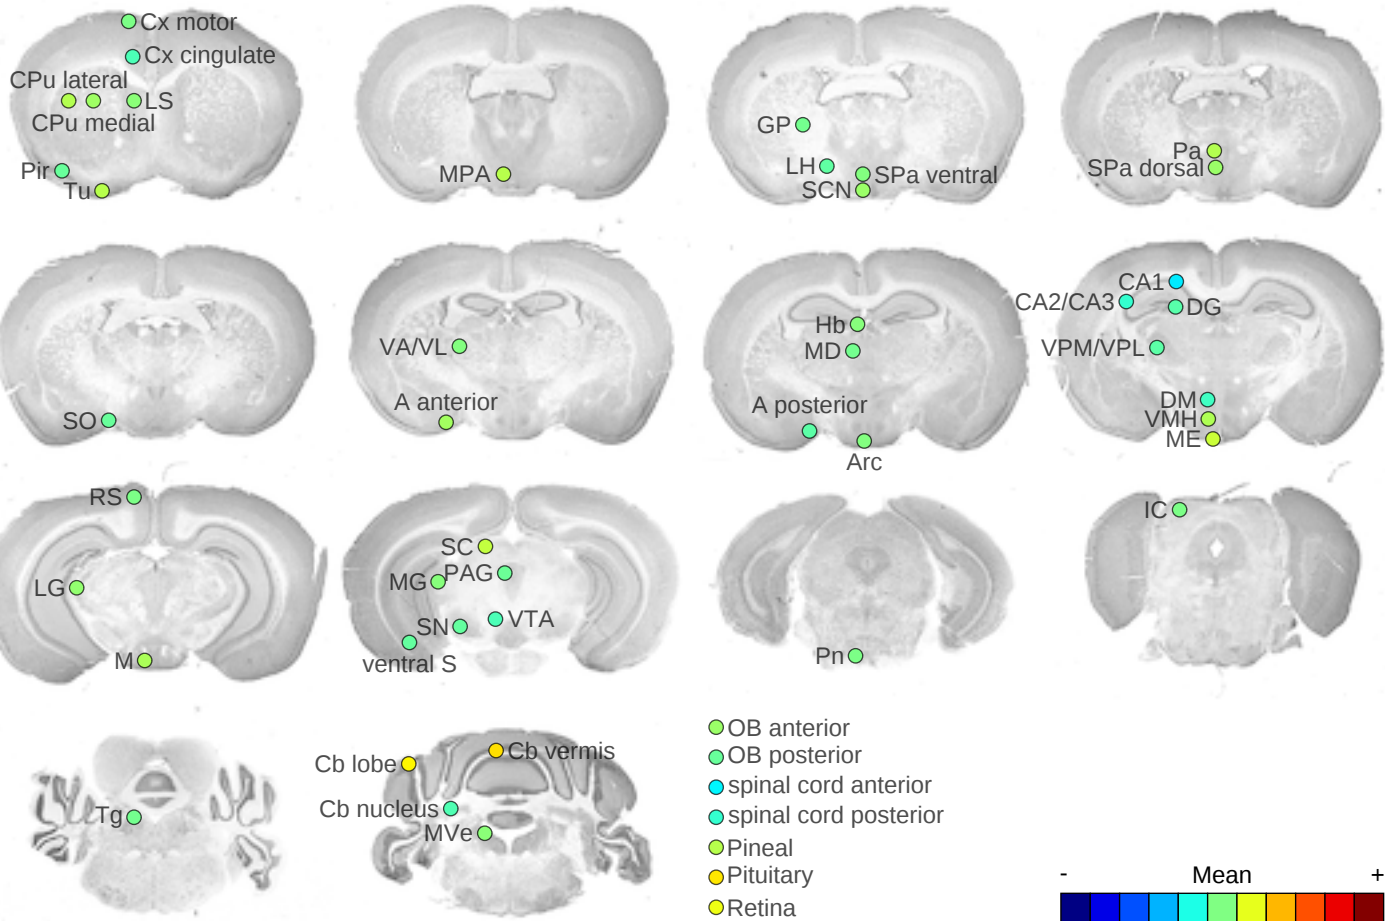 Cx motor
Cx cingulate
CPu lateral
LS
CPu medial
Pir
Tu
MPA
GP
LH
SPa ventral
SCN
Pa
SPa dorsal
SO
VA/VL
A anterior
Hb
MD
A posterior
Arc
CA1
CA2/CA3
DG
VPM/VPL
DM
VMH
ME
RS
LG
M
SC
MG
PAG
SN
VTA
ventral S
Pn
IC
Tg
Cb lobe
Cb vermis
Cb nucleus
MVe
OB anterior
OB posterior
spinal cord anterior
spinal cord posterior
Pineal
Pituitary
Retina
- Mean +